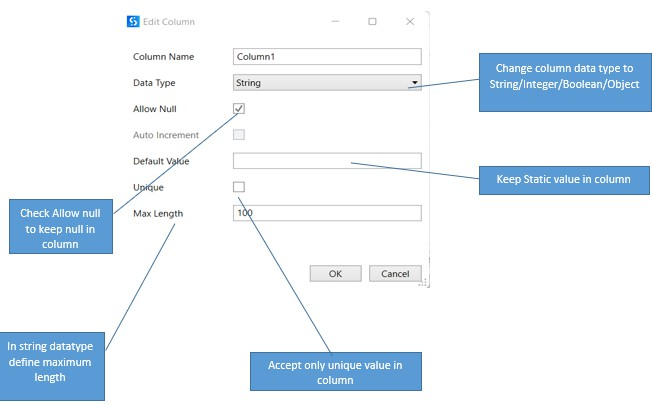 Edit Column
Column Name
Column1
Data Type
String
Allow Null
Auto Increment
Default Value
Unique
Max Length
100
OK
Cancel
Change column data type to
String/Integer/Boolean/Object
Keep Static value in column
Check Allow null
to keep null in
column
In string datatype
define maximum
length
Accept only unique value in
column